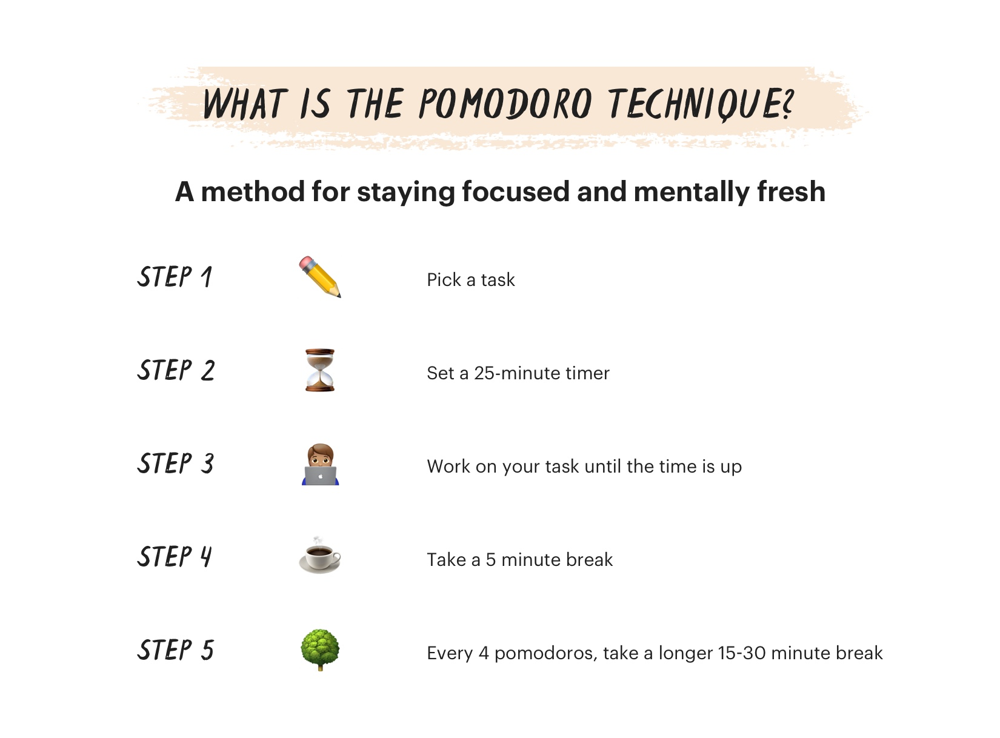 WHAT IS THE POMODORO TECHNIQUE?
A method for staying focused and mentally fresh
STEP 1 Pick a task
STEP 2 Set a 25-minute timer
STEP 3 Work on your task until the time is up
STEP 4 Take a 5 minute break
STEP 5 Every 4 pomodoros, take a longer 15-30 minute break